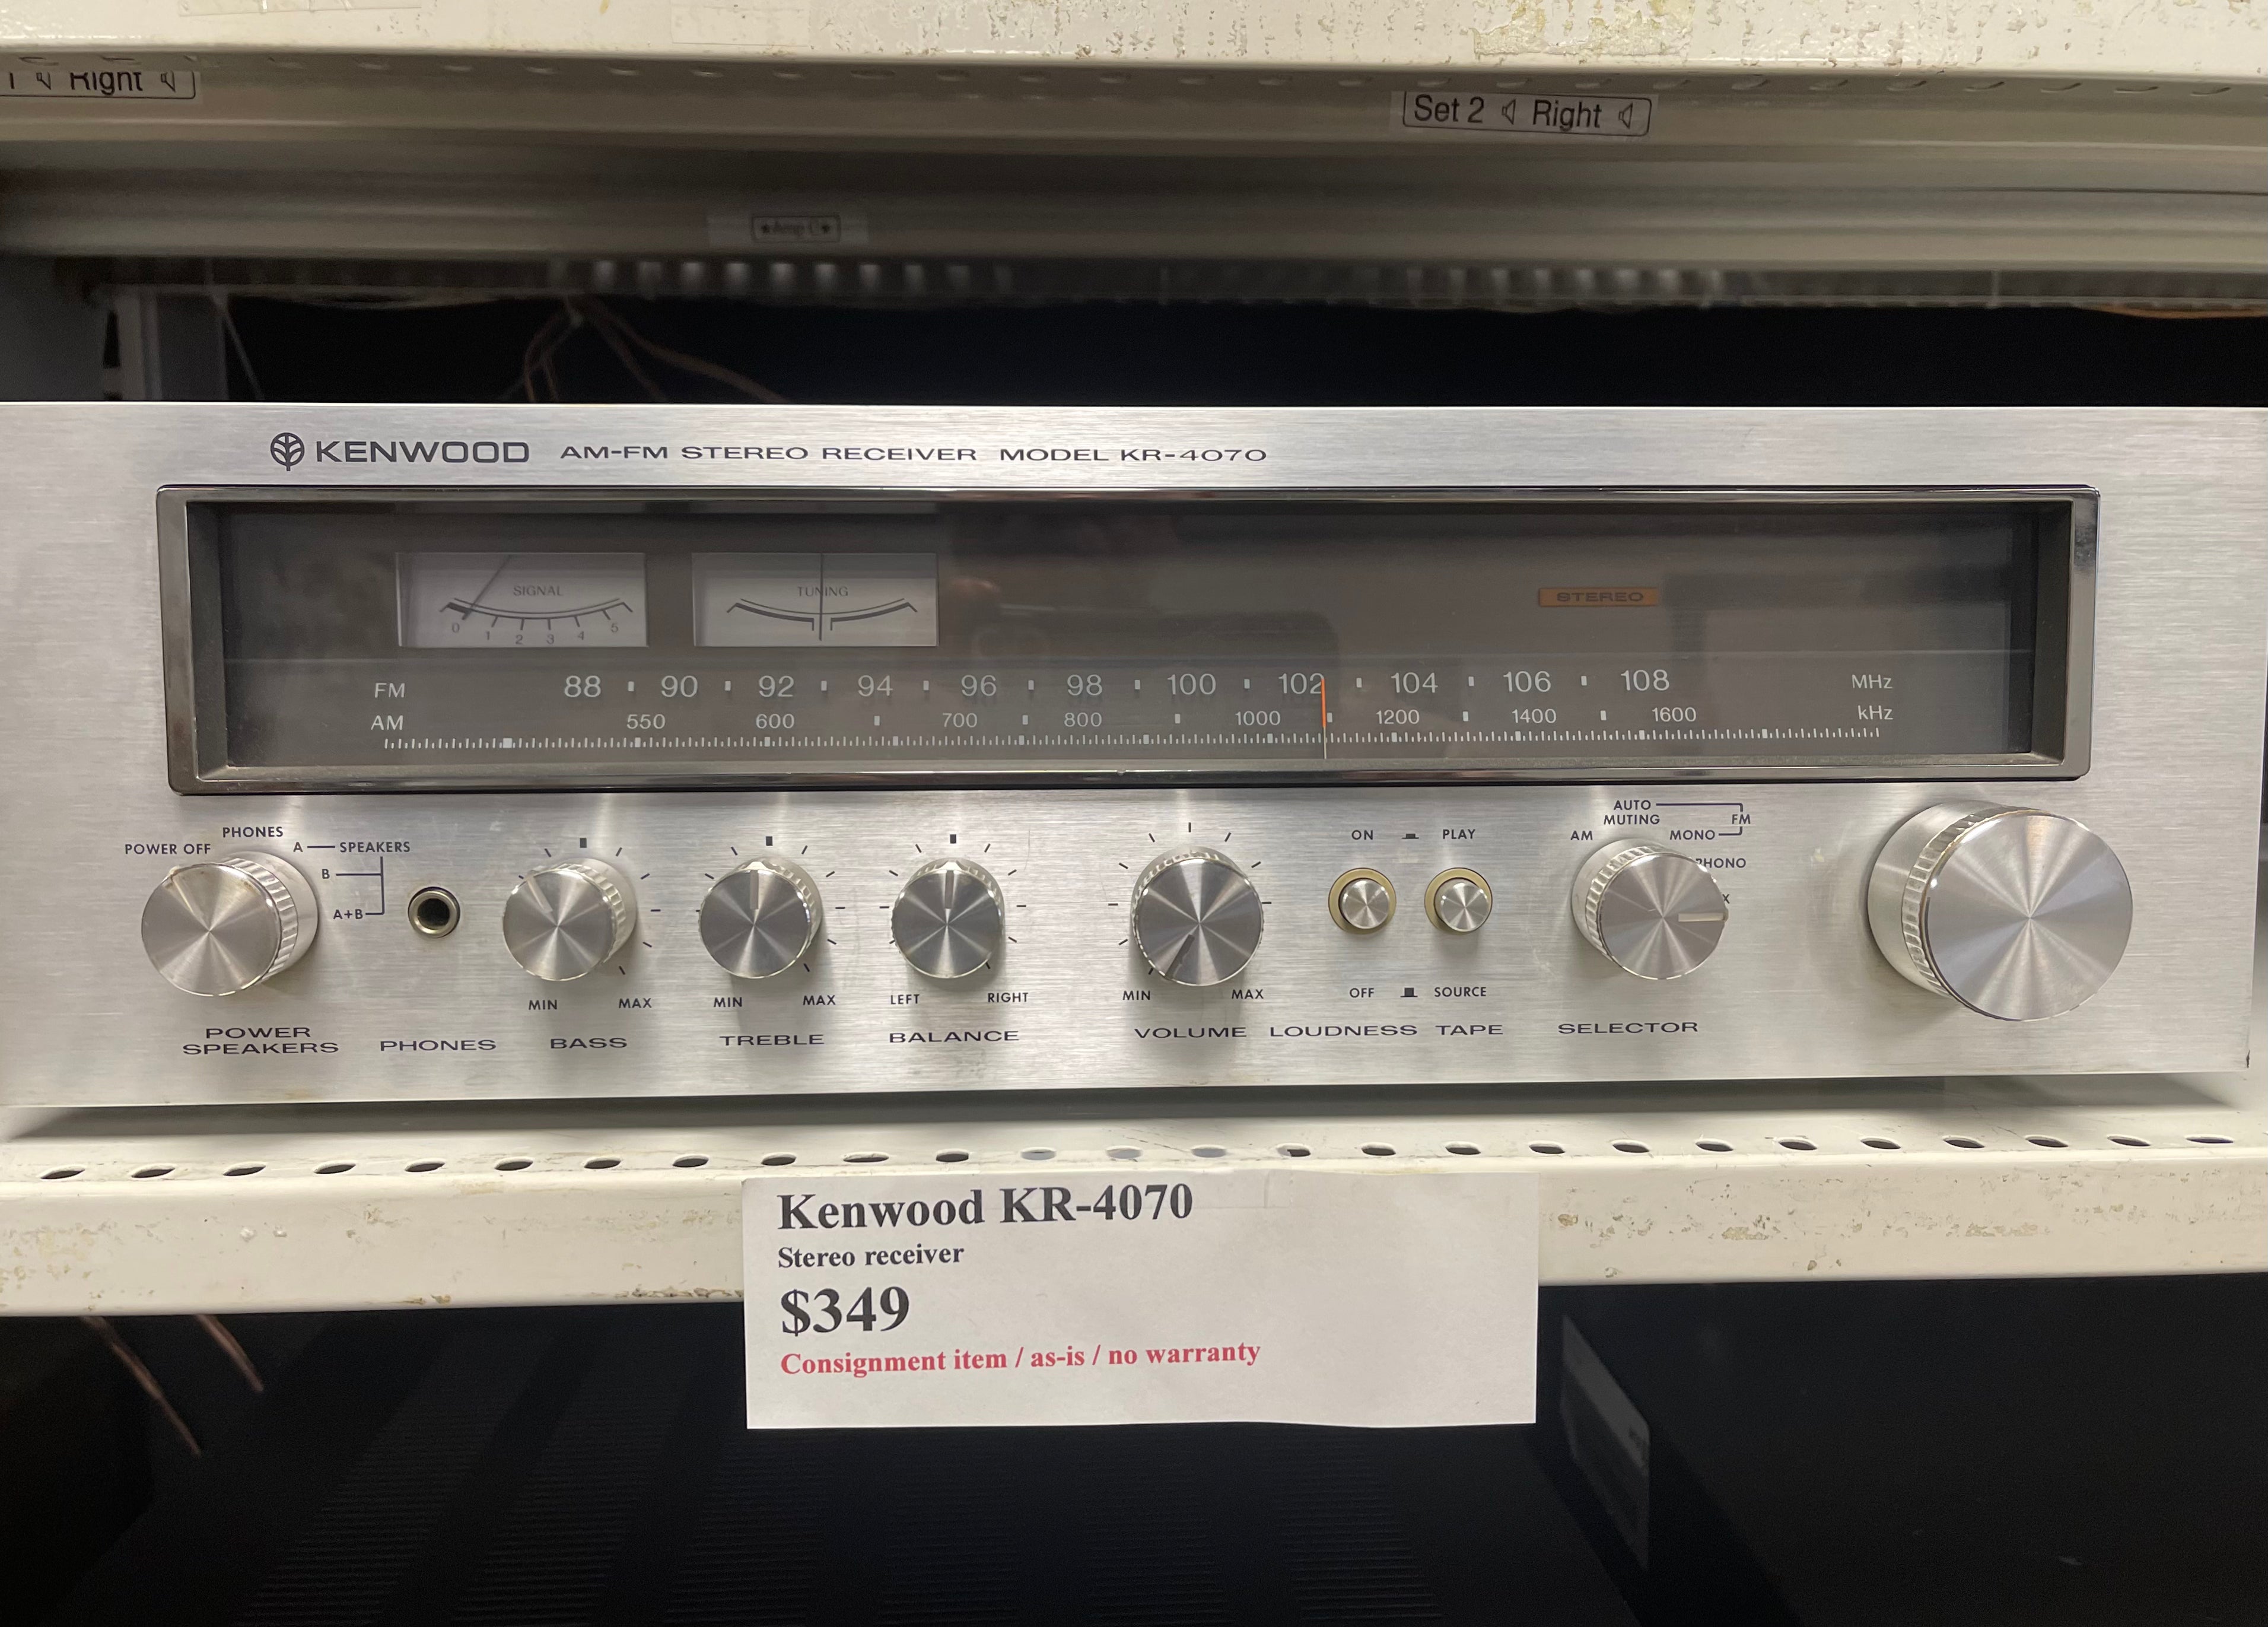 Right
Set 2 Right
KENWOOD AM-FM STEREO RECEIVER MODEL KR-4070
SIGNAL
0 1 2 3 4 5
TUNING
STEREO
FM 88 90 92 94 96 98 100 102 104 106 108 MHz
AM 550 600 700 800 1000 1200 1400 1600 kHz
POWER OFF
PHONES
A SPEAKERS
B
A+B
MIN MAX
MIN MAX
LEFT RIGHT
MIN MAX
ON PLAY
OFF SOURCE
AUTO MUTING
FM
AM
MONO
PHONO
POWER
SPEAKERS
PHONES
BASS
TREBLE
BALANCE
VOLUME
LOUDNESS
TAPE
SELECTOR
Kenwood KR-4070
Stereo receiver
$349
Consignment item / as-is / no warranty